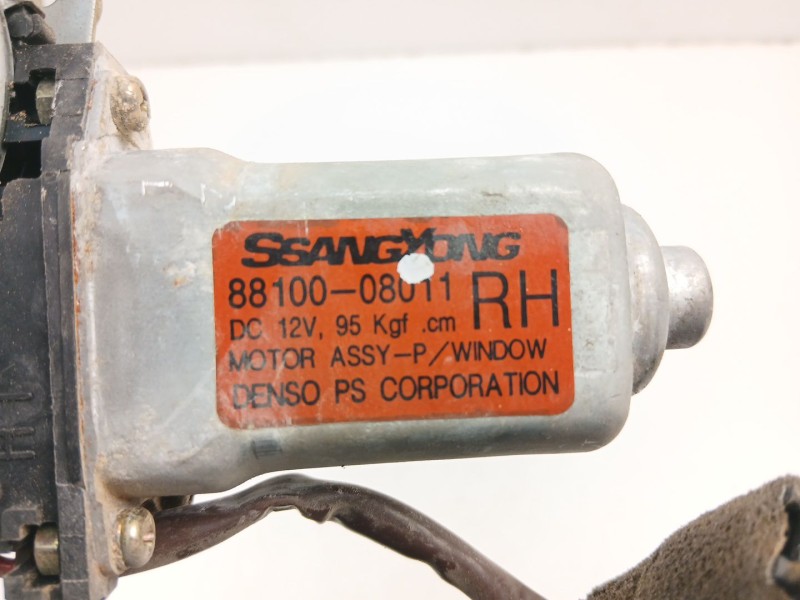 SSANGYONG
88100-08011 RH
DC 12V, 95 Kgf .cm
MOTOR ASSY-P/WINDOW
DENSO PS CORPORATION